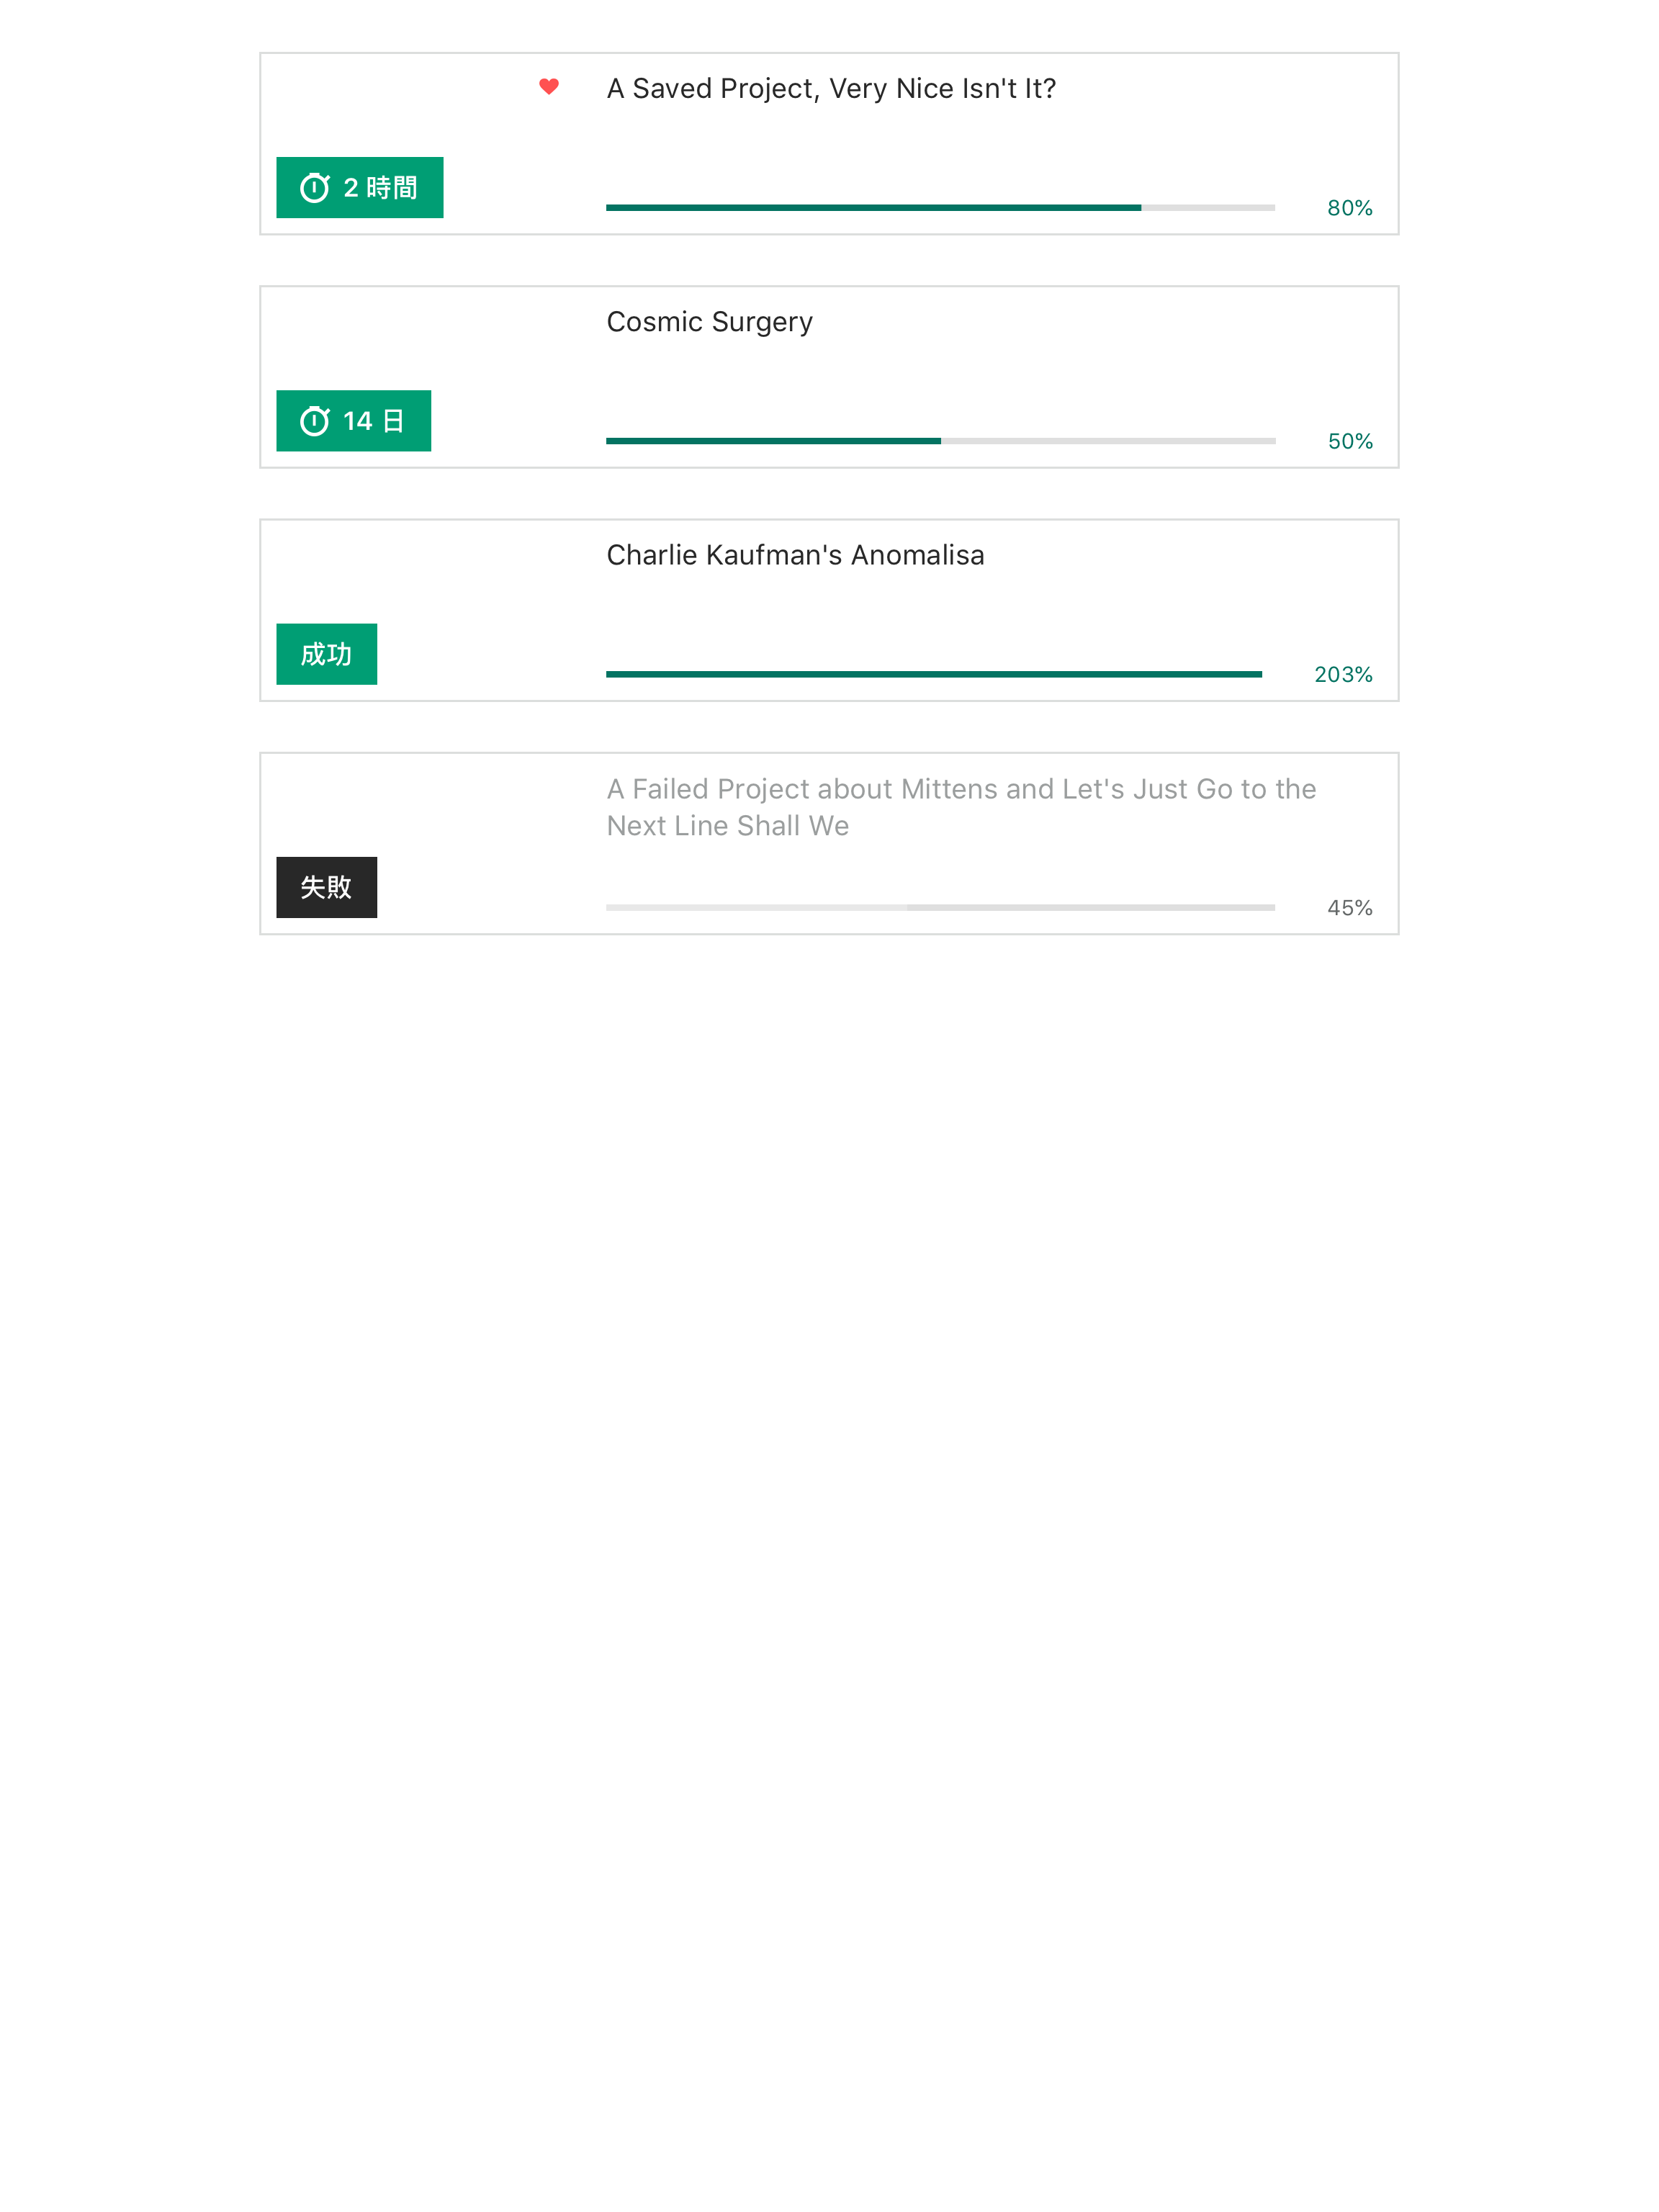 A Saved Project, Very Nice Isn't It?
2 時間
80%
Cosmic Surgery
14 日
50%
Charlie Kaufman's Anomalisa
成功
203%
A Failed Project about Mittens and Let's Just Go to the
Next Line Shall We
失敗
45%